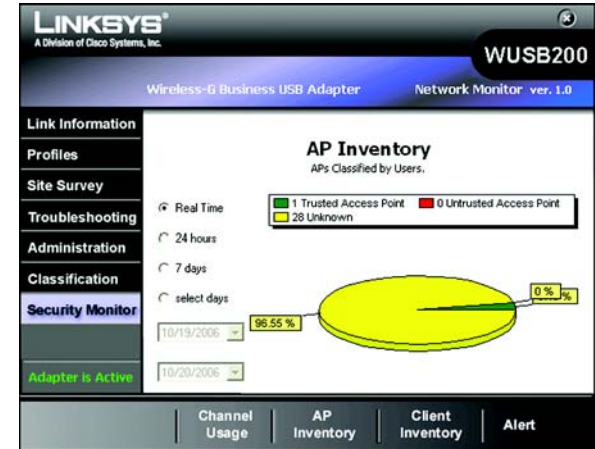 LINKSYS®
A Division of Cisco Systems, Inc.
WUSB200
Wireless-G Business USB Adapter
Network Monitor ver. 1.0
Link Information
Profiles
Site Survey
Troubleshooting
Administration
Classification
Security Monitor
Adapter is Active
AP Inventory
APs Classified by Users.
Real Time
24 hours
7 days
select days
10/19/2006
10/20/2006
1 Trusted Access Point
0 Untrusted Access Point
28 Unknown
96.55 %
0 %
%
Channel
Usage
AP
Inventory
Client
Inventory
Alert